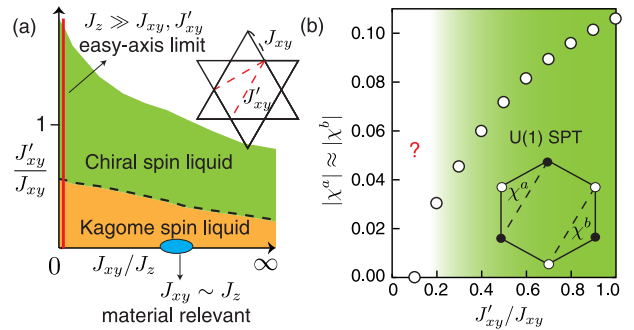 (a)
J_z ≫ J_xy, J′_xy
easy-axis limit
J_xy
J′_xy
1
J′_xy
J_xy
Chiral spin liquid
Kagome spin liquid
0
J_xy/J_z
∞
J_xy ∼ J_z
material relevant
(b)
|χ^a| ≈ |χ^b|
0.10
0.08
0.06
0.04
0.02
0.00
?
U(1) SPT
χ^a
χ^b
0.0 0.2 0.4 0.6 0.8 1.0
J′_xy/J_xy